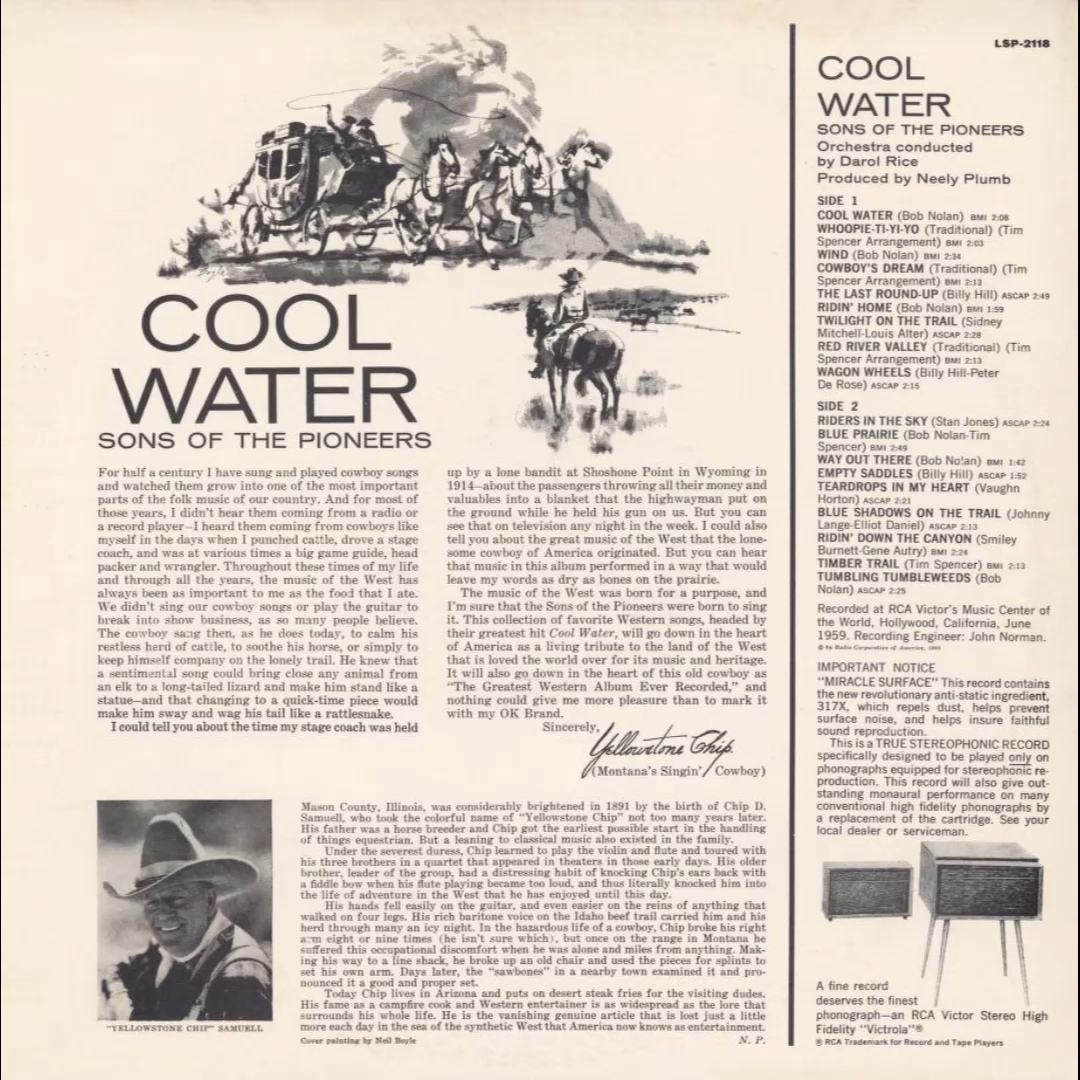 COOL
WATER
SONS OF THE PIONEERS
For half a century I have sung and played cowboy songs
and watched them grow into one of the most important
parts of the folk music of our country. And for most of
those years, I didn't hear them coming from a radio or
a record player—I heard them coming from cowboys like
myself in the days when I punched cattle, drove a stage
coach, and was at various times a big game guide, head
packer and wrangler. Throughout these times of my life
and through all the years, the music of the West has
always been as important to me as the food that I ate.
We didn't sing our cowboy songs or play the guitar to
break into show business, as so many people believe.
The cowboy sang then, as he does today, to calm his
restless herd of cattle, to soothe his horse, or simply to
keep himself company on the lonely trail. He knew that
a sentimental song could bring close any animal from
an elk to a long-tailed lizard and make him stand like a
statue—and that changing to a quick-time piece would
make him sway and wag his tail like a rattlesnake.
I could tell you about the time my stage coach was held
up by a lone bandit at Shoshone Point in Wyoming in
1914—about the passengers throwing all their money and
valuables into a blanket that the highwayman put on
the ground while he held his gun on us. But you can
see that on television any night in the week. I could also
tell you about the great music of the West that the lone-
some cowboy of America originated. But you can hear
that music in this album performed in a way that would
leave my words as dry as bones on the prairie.
The music of the West was born for a purpose, and
I'm sure that the Sons of the Pioneers were born to sing
it. This collection of favorite Western songs, headed by
their greatest hit Cool Water, will go down in the heart
of America as a living tribute to the land of the West
that is loved the world over for its music and heritage.
It will also go down in the heart of this old cowboy as
"The Greatest Western Album Ever Recorded," and
nothing could give me more pleasure than to mark it
with my OK Brand.
Sincerely,
Yellowstone Chip
(Montana's Singin' Cowboy)
Mason County, Illinois, was considerably brightened in 1891 by the birth of Chip D.
Samuell, who took the colorful name of "Yellowstone Chip" not too many years later.
His father was a horse breeder and Chip got the earliest possible start in the handling
of things equestrian. But a leaning to classical music also existed in the family.
Under the severest duress, Chip learned to play the violin and flute and toured with
his three brothers in a quartet that appeared in theaters in those early days. His older
brother, leader of the group, had a distressing habit of knocking Chip's ears back with
a fiddle bow when his flute playing became too loud, and thus literally knocked him into
the life of adventure in the West that he has enjoyed until this day.
His hands fell easily on the guitar, and even easier on the reins of anything that
walked on four legs. His rich baritone voice on the Idaho beef trail carried him and his
herd through many an icy night. In the hazardous life of a cowboy, Chip broke his right
arm eight or nine times (he isn't sure which), but once on the range in Montana he
suffered this occupational discomfort when he was alone and miles from anything. Mak-
ing his way to a line shack, he broke up an old chair and used the pieces for splints to
set his own arm. Days later, the "sawbones" in a nearby town examined it and pro-
nounced it a good and proper set.
Today Chip lives in Arizona and puts on desert steak fries for the visiting dudes.
His fame as a campfire cook and Western entertainer is as widespread as the lore that
surrounds his whole life. He is the vanishing genuine article that is lost just a little
more each day in the sea of the synthetic West that America now knows as entertainment.
N. P.
"YELLOWSTONE CHIP" SAMUELL
Cover painting by Neil Boyle
LSP-2118
COOL
WATER
SONS OF THE PIONEERS
Orchestra conducted
by Darol Rice
Produced by Neely Plumb
SIDE 1
COOL WATER (Bob Nolan) BMI 2:08
WHOOPIE-TI-YI-YO (Traditional) (Tim
Spencer Arrangement) BMI 2:03
WIND (Bob Nolan) BMI 2:34
COWBOY'S DREAM (Traditional) (Tim
Spencer Arrangement) BMI 2:13
THE LAST ROUND-UP (Billy Hill) ASCAP 2:49
RIDIN' HOME (Bob Nolan) BMI 1:59
TWILIGHT ON THE TRAIL (Sidney
Mitchell-Louis Alter) ASCAP 2:28
RED RIVER VALLEY (Traditional) (Tim
Spencer Arrangement) BMI 2:13
WAGON WHEELS (Billy Hill-Peter
De Rose) ASCAP 2:15
SIDE 2
RIDERS IN THE SKY (Stan Jones) ASCAP 2:24
BLUE PRAIRIE (Bob Nolan-Tim
Spencer) BMI 2:49
WAY OUT THERE (Bob Nolan) BMI 1:42
EMPTY SADDLES (Billy Hill) ASCAP 1:52
TEARDROPS IN MY HEART (Vaughn
Horton) ASCAP 2:21
BLUE SHADOWS ON THE TRAIL (Johnny
Lange-Elliot Daniel) ASCAP 2:13
RIDIN' DOWN THE CANYON (Smiley
Burnett-Gene Autry) BMI 2:24
TIMBER TRAIL (Tim Spencer) BMI 2:13
TUMBLING TUMBLEWEEDS (Bob
Nolan) ASCAP 2:25
Recorded at RCA Victor's Music Center of
the World, Hollywood, California, June
1959. Recording Engineer: John Norman.
© by Radio Corporation of America, 1960
IMPORTANT NOTICE
"MIRACLE SURFACE" This record contains
the new revolutionary anti-static ingredient,
317X, which repels dust, helps prevent
surface noise, and helps insure faithful
sound reproduction.
This is a TRUE STEREOPHONIC RECORD
specifically designed to be played only on
phonographs equipped for stereophonic re-
production. This record will also give out-
standing monaural performance on many
conventional high fidelity phonographs by
a replacement of the cartridge. See your
local dealer or serviceman.
A fine record
deserves the finest
phonograph—an RCA Victor Stereo High
Fidelity "Victrola"®
® RCA Trademark for Record and Tape Players
Boyle